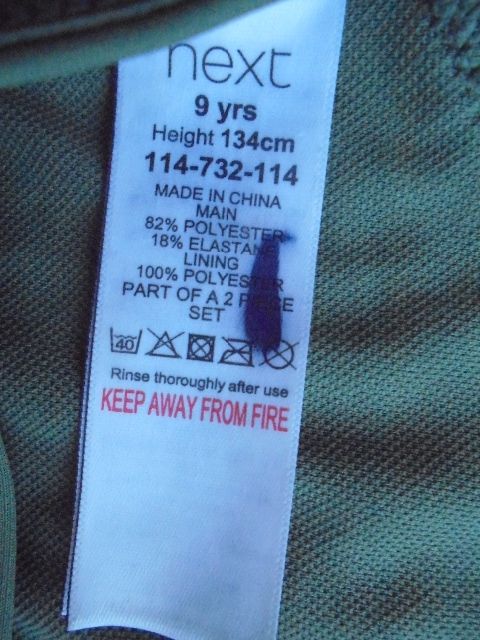 next
9 yrs
Height 134cm
114-732-114
MADE IN CHINA
MAIN
82% POLYESTER
18% ELASTANE
LINING
100% POLYESTER
PART OF A 2 PIECE
SET
40
Rinse thoroughly after use
KEEP AWAY FROM FIRE